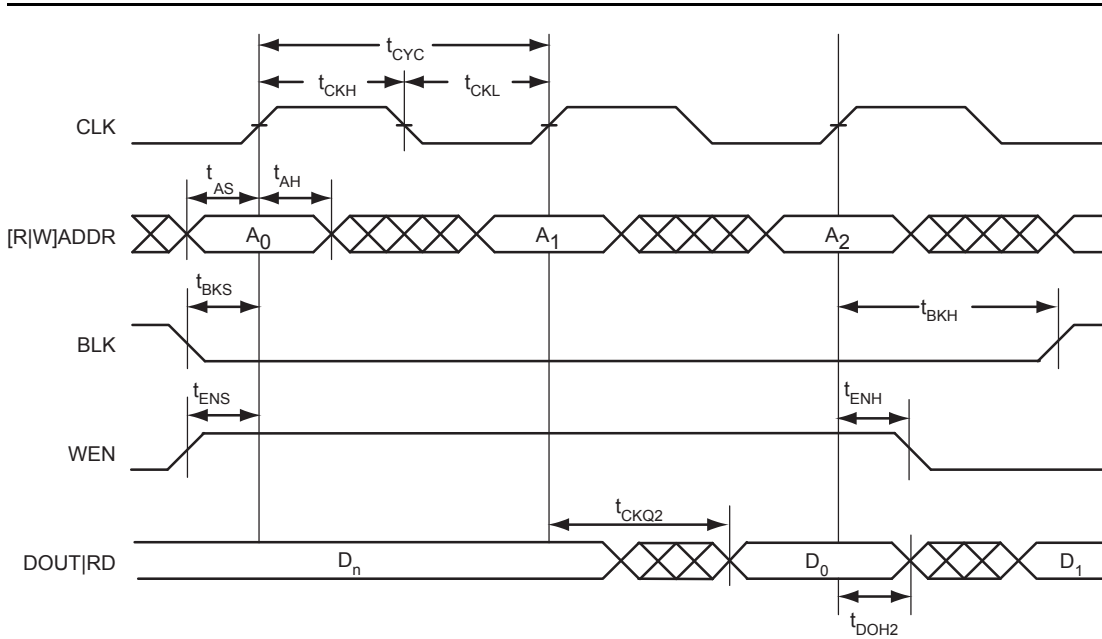 tCYC
tCKH tCKL
CLK
tAS tAH
[R|W]ADDR A0 A1 A2
tBKS tBKH
BLK
tENS tENH
WEN
tCKQ2
DOUT|RD Dn D0 D1
tDOH2